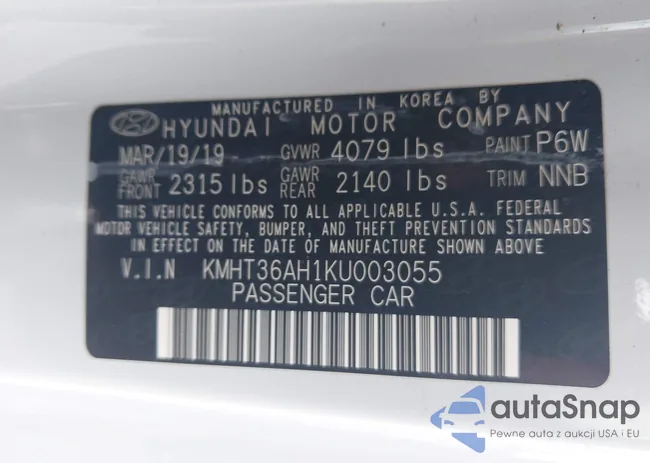 MANUFACTURED IN KOREA BY
HYUNDAI MOTOR COMPANY
MAR/19/19 GVWR 4079 lbs PAINT P6W
GAWR FRONT 2315 lbs GAWR REAR 2140 lbs TRIM NNB
THIS VEHICLE CONFORMS TO ALL APPLICABLE U.S.A. FEDERAL
MOTOR VEHICLE SAFETY, BUMPER, AND THEFT PREVENTION STANDARDS
IN EFFECT ON THE DATE OF MANUFACTURE SHOWN ABOVE
V.I.N KMHT36AH1KU003055
PASSENGER CAR
autaSnap
Pewne auta z aukcji USA i EU